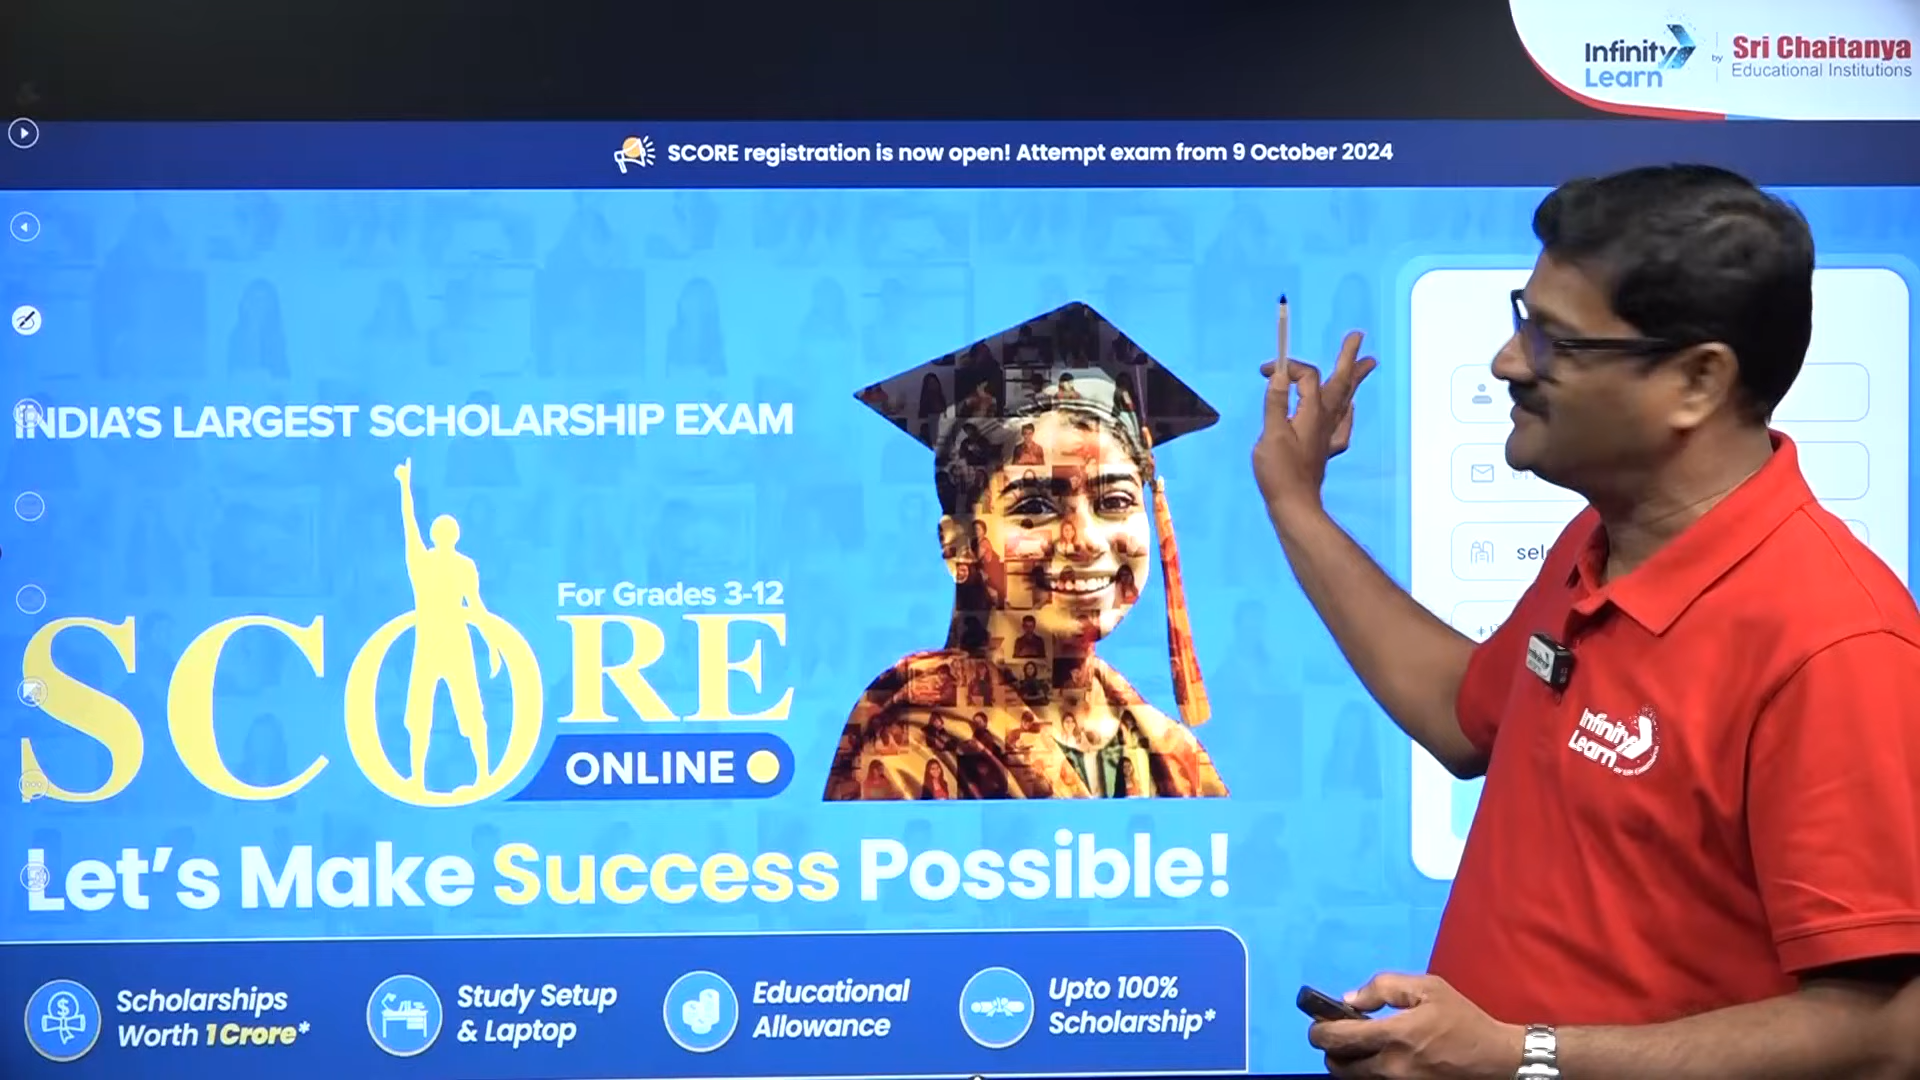 Infinity
Learn
by
Sri Chaitanya
Educational Institutions
SCORE registration is now open! Attempt exam from 9 October 2024
INDIA'S LARGEST SCHOLARSHIP EXAM
For Grades 3-12
SCORE
ONLINE
Let's Make Success Possible!
Scholarships
Worth 1 Crore*
Study Setup
& Laptop
Educational
Allowance
Upto 100%
Scholarship*
Infinity
Learn